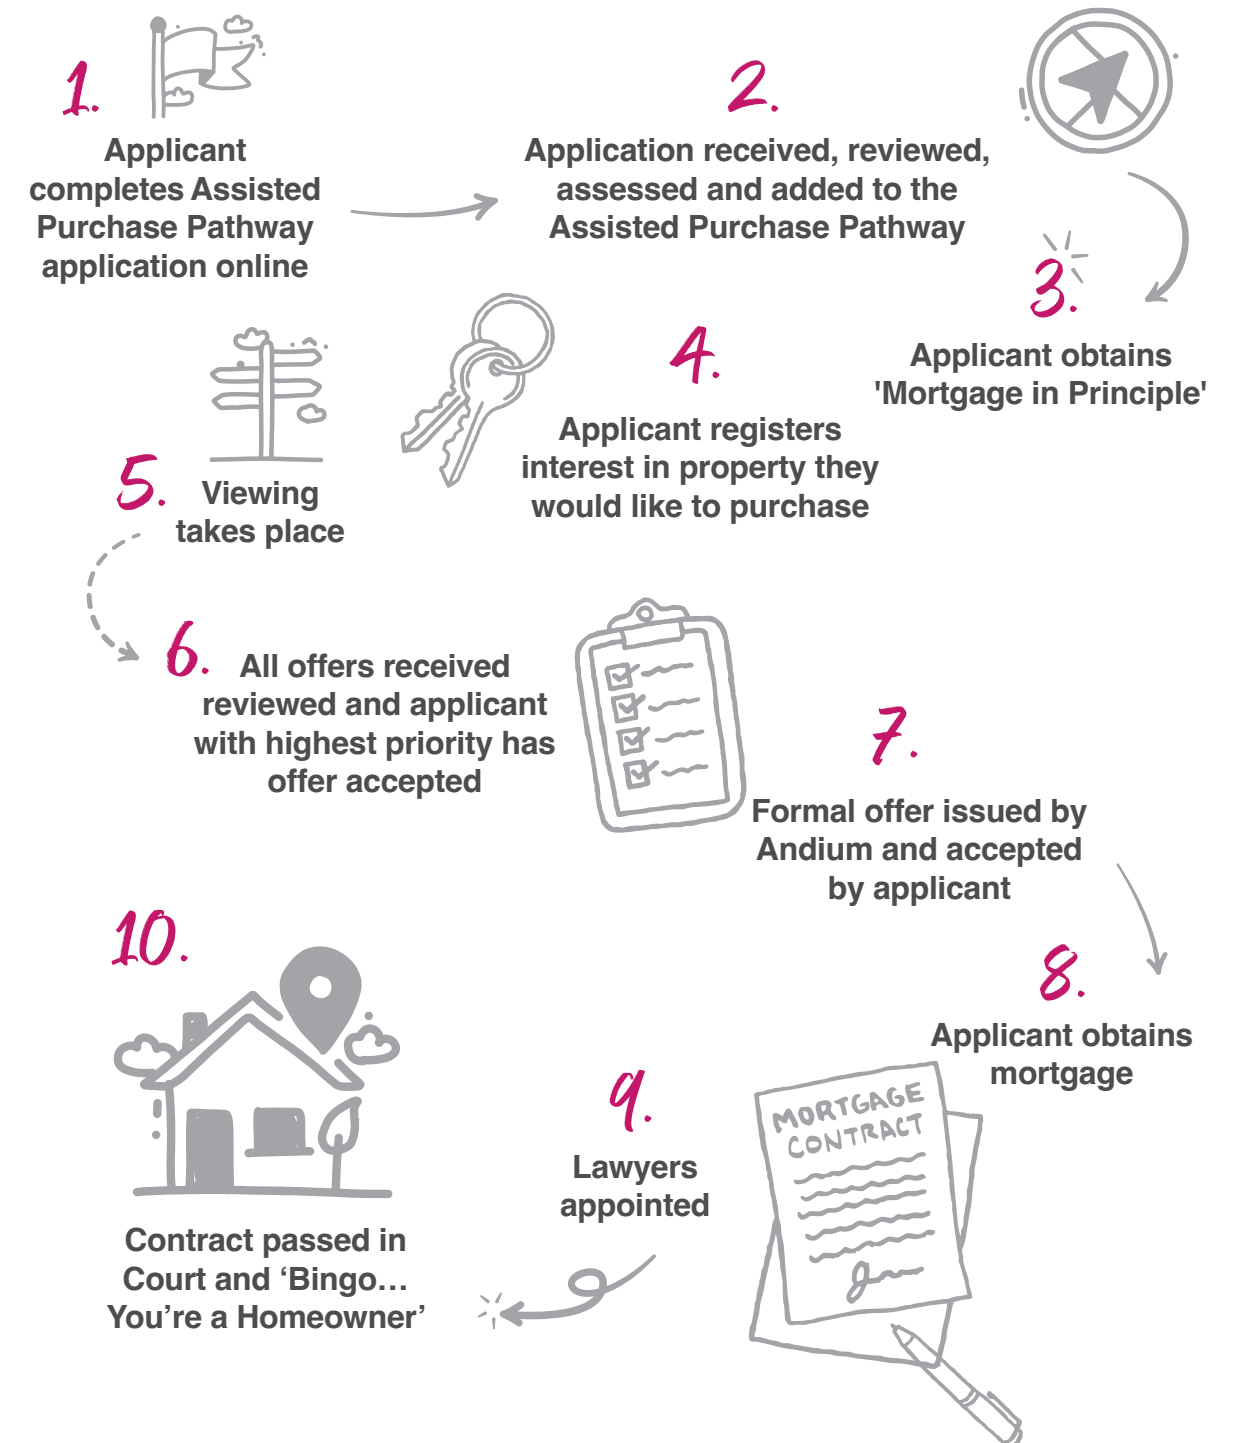 1.
Applicant
completes Assisted
Purchase Pathway
application online
2.
Application received, reviewed,
assessed and added to the
Assisted Purchase Pathway
3.
Applicant obtains
'Mortgage in Principle'
4.
Applicant registers
interest in property they
would like to purchase
5.
Viewing
takes place
6.
All offers received
reviewed and applicant
with highest priority has
offer accepted
7.
Formal offer issued by
Andium and accepted
by applicant
8.
Applicant obtains
mortgage
MORTGAGE
CONTRACT
9.
Lawyers
appointed
10.
Contract passed in
Court and ‘Bingo…
You’re a Homeowner’